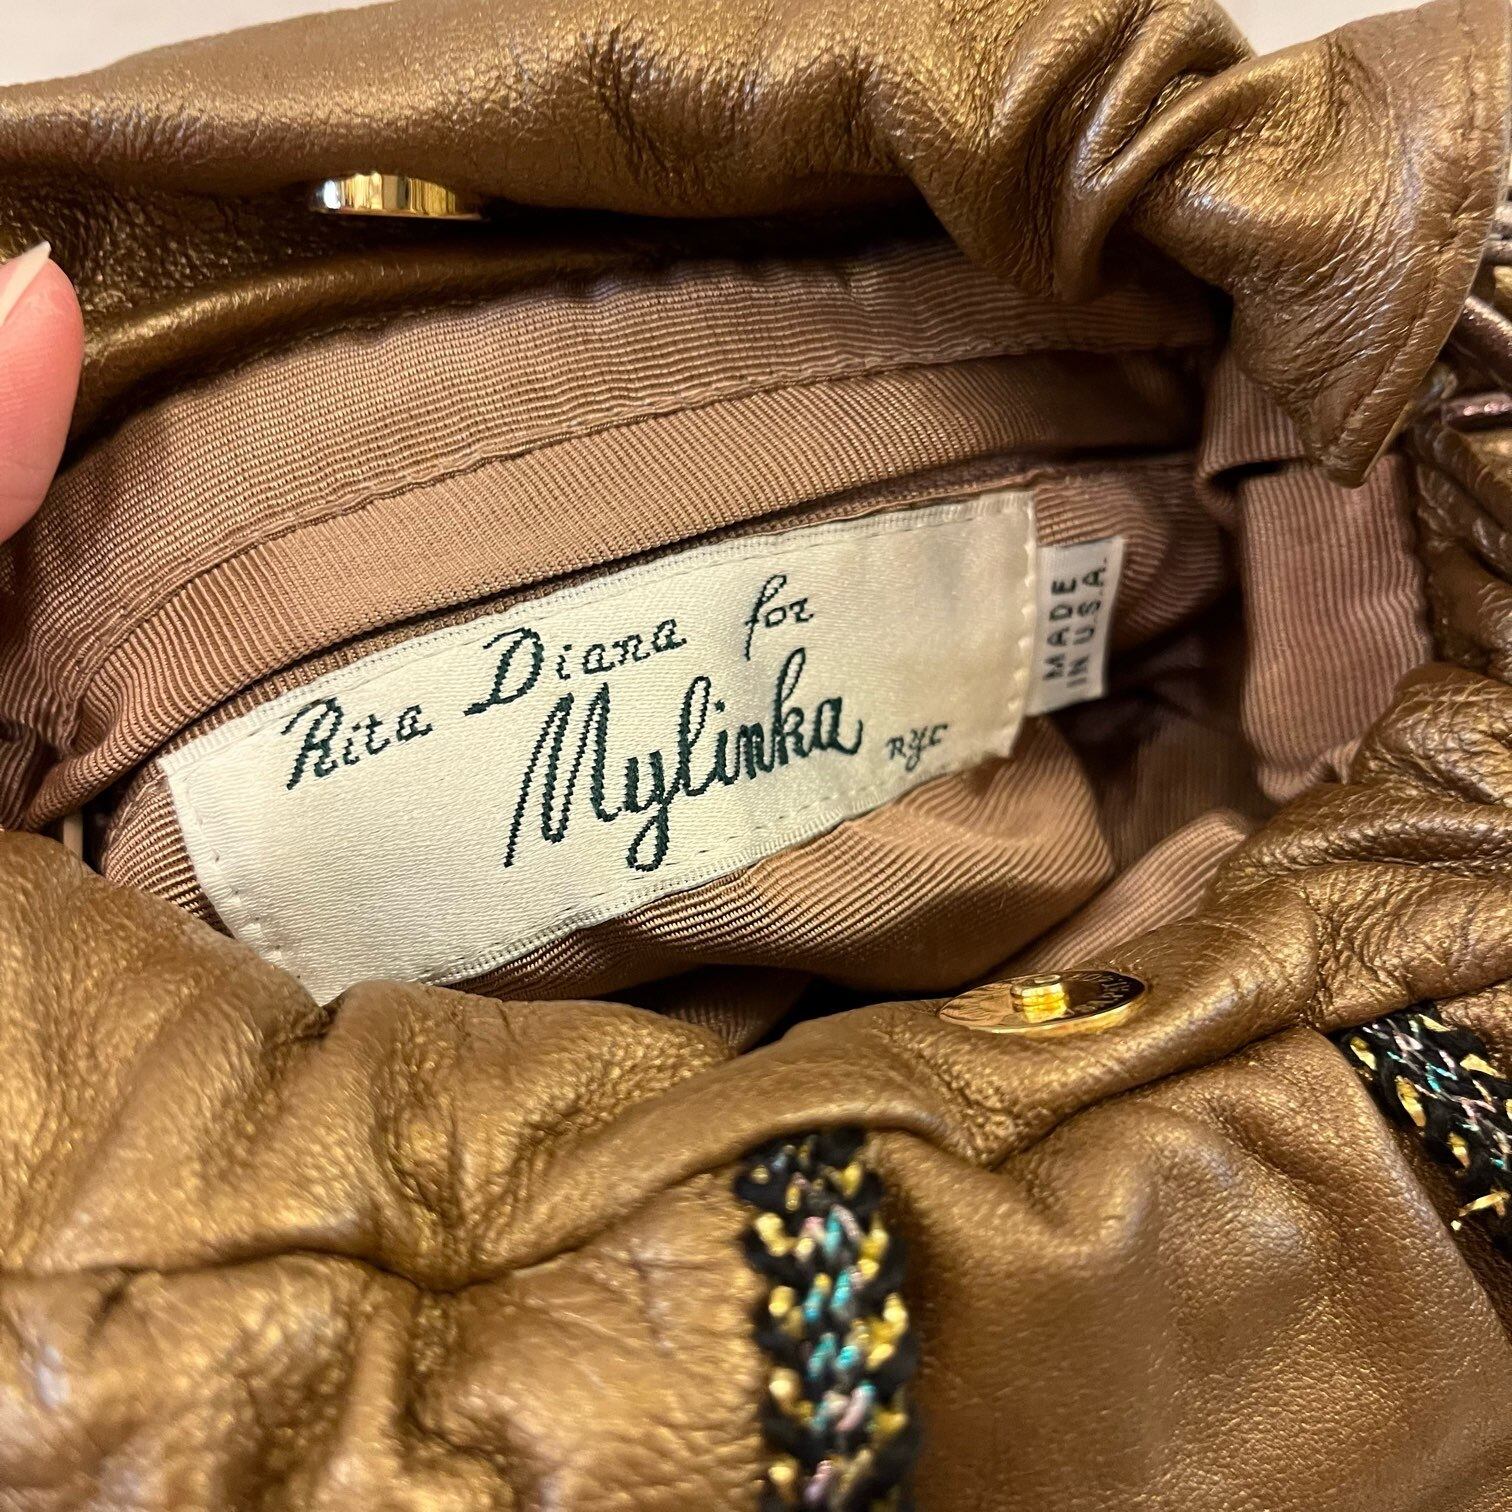 Rita Diana for
Mylinka NYC
MADE
IN U.S.A.